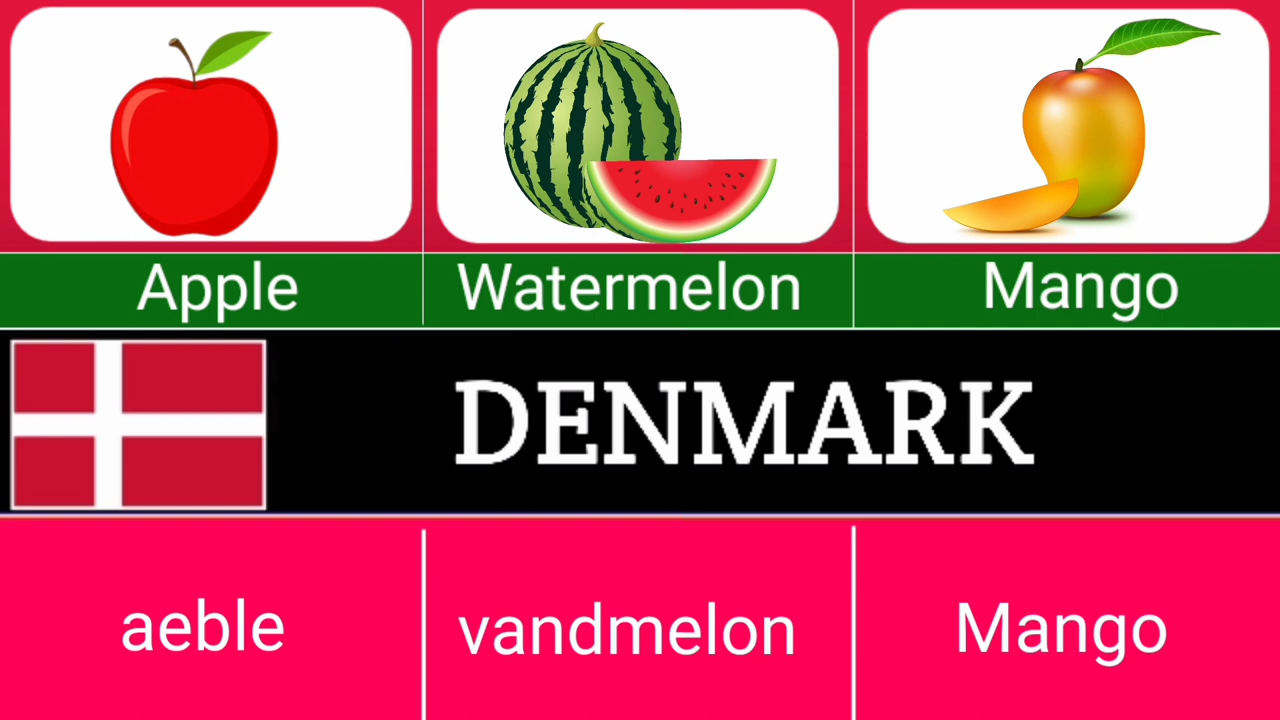 Apple
Watermelon
Mango
DENMARK
aeble
vandmelon
Mango